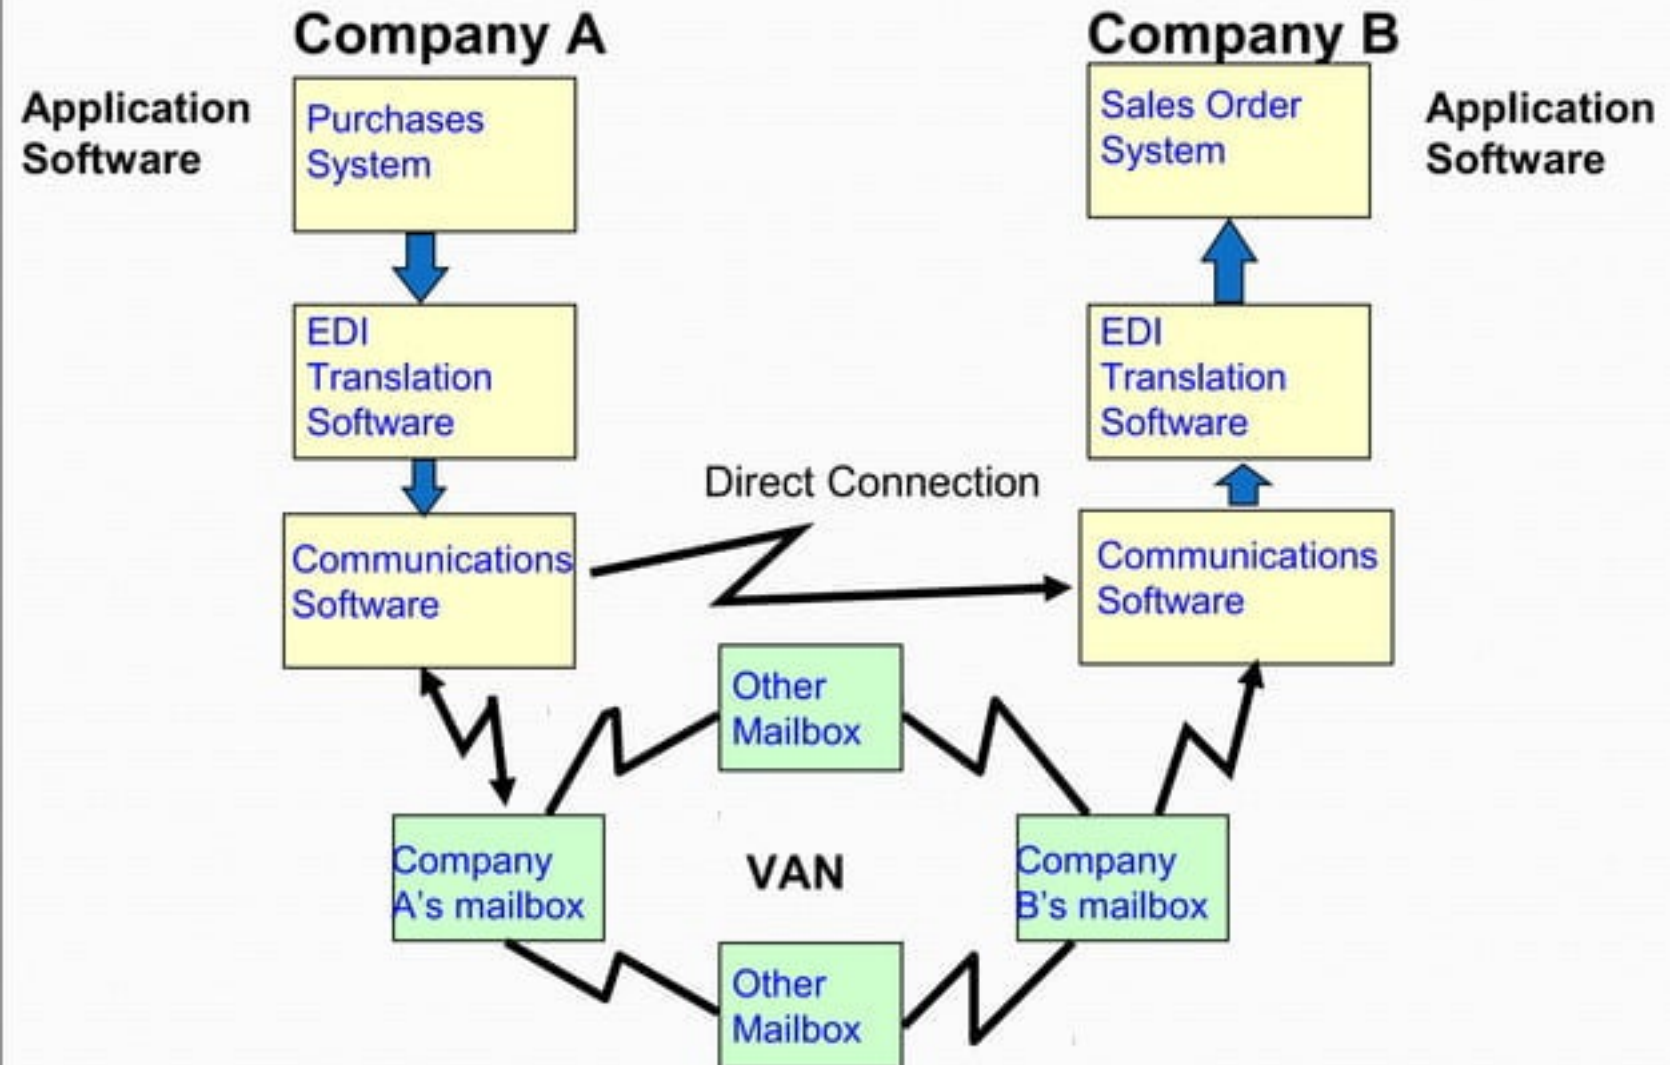 Company A
Company B
Application
Software
Purchases
System
Sales Order
System
Application
Software
EDI
Translation
Software
EDI
Translation
Software
Direct Connection
Communications
Software
Communications
Software
Other
Mailbox
Company
A's mailbox
VAN
Company
B's mailbox
Other
Mailbox